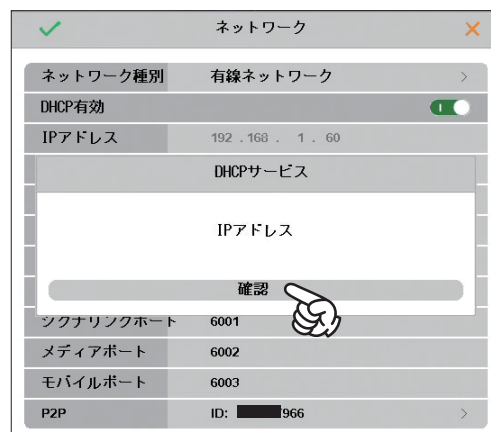 ネットワーク
ネットワーク種別 有線ネットワーク
DHCP有効
IPアドレス 192 . 168 . 1 . 60
DHCPサービス
IPアドレス
確認
シグナリングポート 6001
メディアポート 6002
モバイルポート 6003
P2P ID: 966